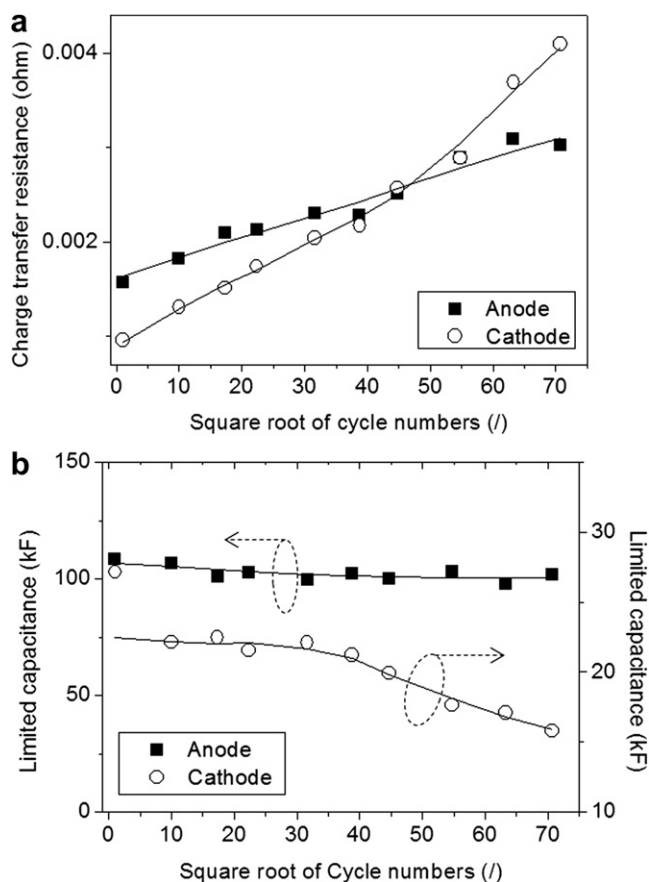 a
Charge transfer resistance (ohm)
0.004
0.002
Anode
Cathode
0 10 20 30 40 50 60 70
Square root of cycle numbers (/)
b
Limited capacitance (kF)
150
100
50
0
30
20
10
Limited capacitance
(kF)
Anode
Cathode
0 10 20 30 40 50 60 70
Square root of Cycle numbers (/)